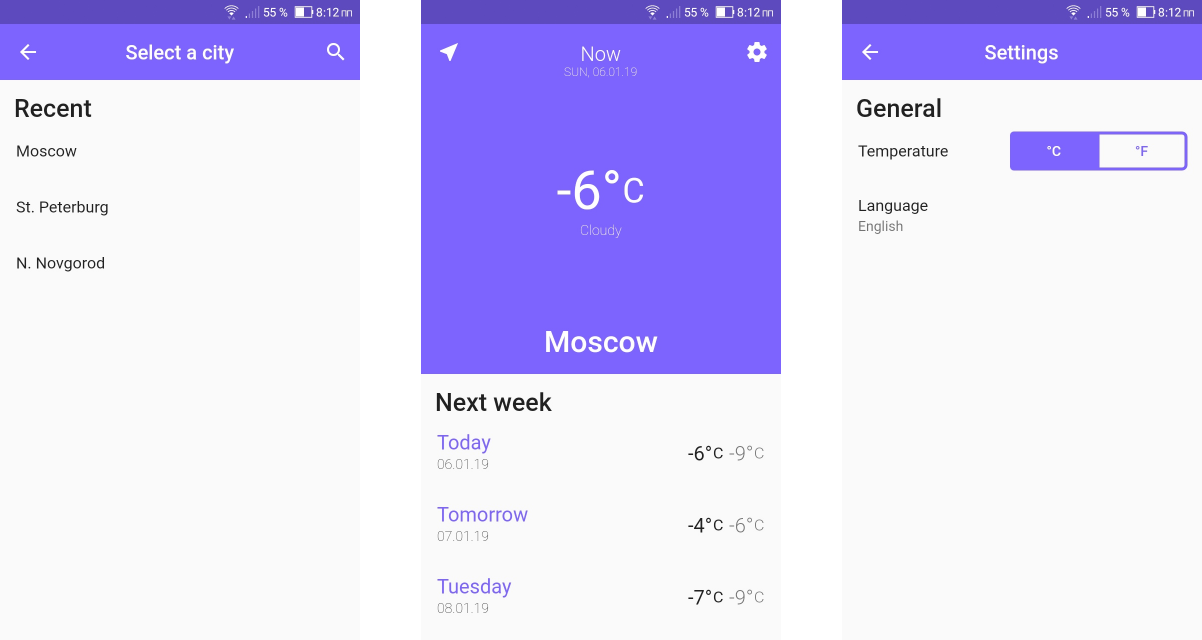 55 % 8:12 пп
Select a city
Recent
Moscow
St. Peterburg
N. Novgorod
55 % 8:12 пп
Now
SUN, 06.01.19
-6°C
Cloudy
Moscow
Next week
Today
06.01.19
-6°C -9°C
Tomorrow
07.01.19
-4°C -6°C
Tuesday
08.01.19
-7°C -9°C
55 % 8:12 пп
Settings
General
Temperature
°C °F
Language
English